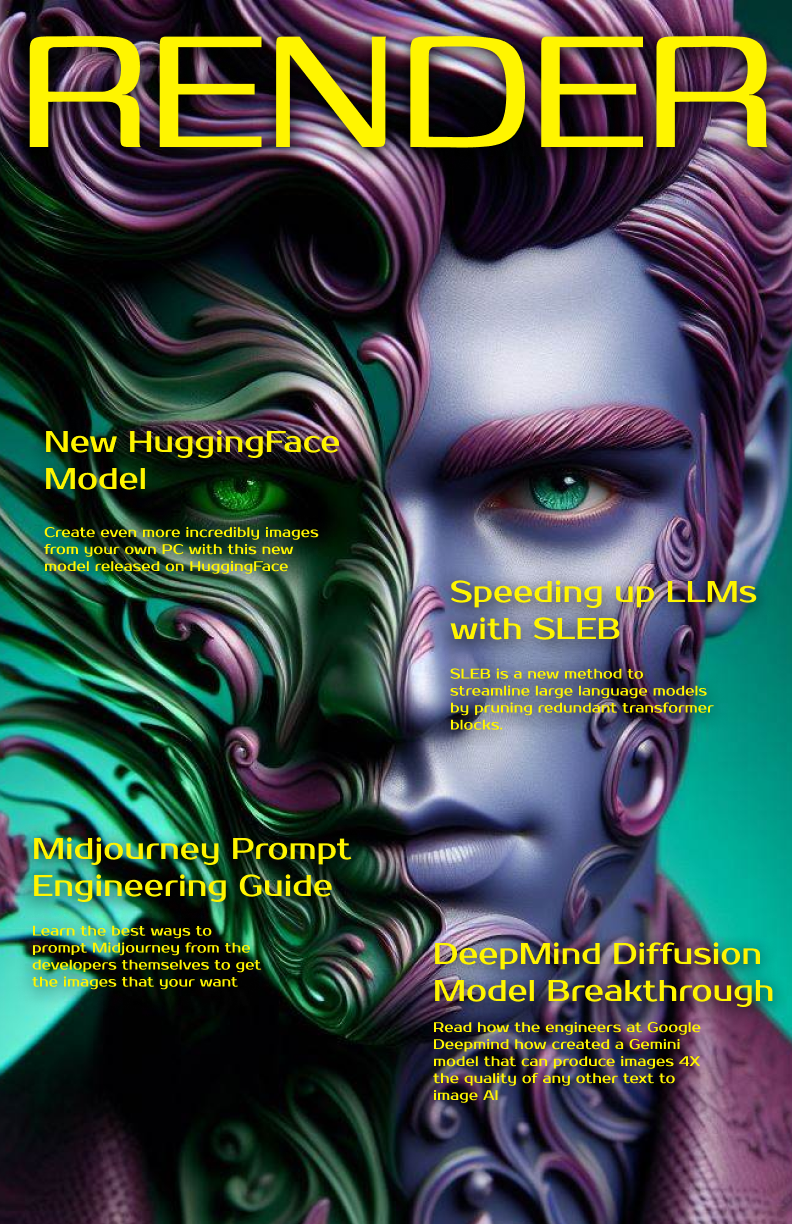 RENDER
New HuggingFace
Model
Create even more incredibly images
from your own PC with this new
model released on HuggingFace
Speeding up LLMs
with SLEB
SLEB is a new method to
streamline large language models
by pruning redundant transformer
blocks.
Midjourney Prompt
Engineering Guide
Learn the best ways to
prompt Midjourney from the
developers themselves to get
the images that your want
DeepMind Diffusion
Model Breakthrough
Read how the engineers at Google
Deepmind how created a Gemini
model that can produce images 4X
the quality of any other text to
image AI